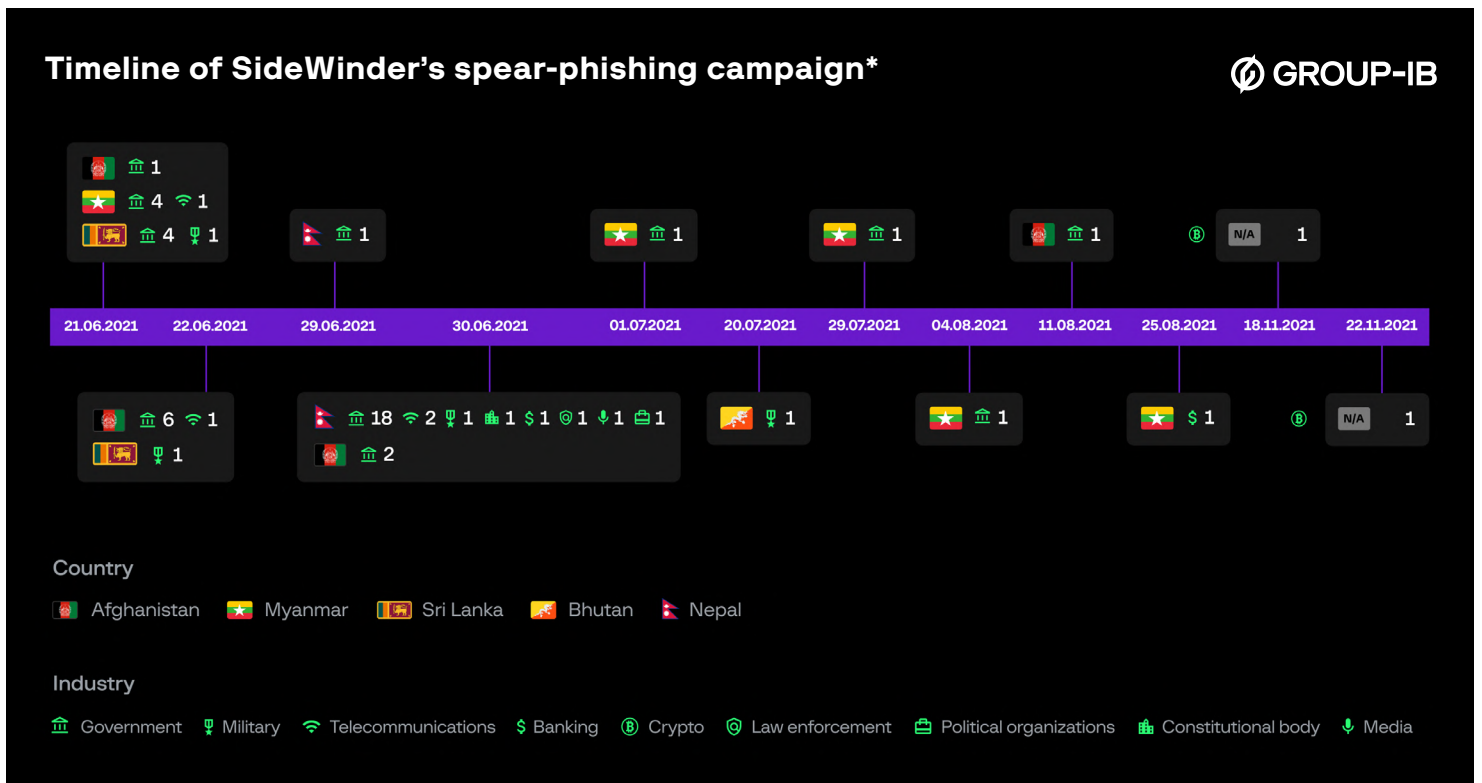 Timeline of SideWinder's spear-phishing campaign*
GROUP-IB
1
4 1
4 1
1
1
1
1
N/A 1
21.06.2021 22.06.2021 29.06.2021 30.06.2021 01.07.2021 20.07.2021 29.07.2021 04.08.2021 11.08.2021 25.08.2021 18.11.2021 22.11.2021
6 1
1
18 2 1 1 $ 1 1 1 1
2
1
1
$ 1
N/A 1
Country
Afghanistan Myanmar Sri Lanka Bhutan Nepal
Industry
Government Military Telecommunications $ Banking Crypto Law enforcement Political organizations Constitutional body Media